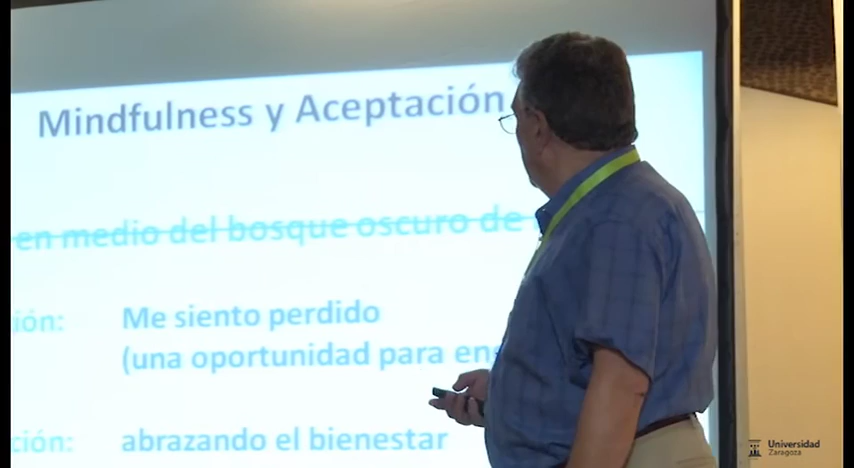 Mindfulness y Aceptación
en medio del bosque oscuro de
ión: Me siento perdido
(una oportunidad para en
ción: abrazando el bienestar
Universidad
Zaragoza